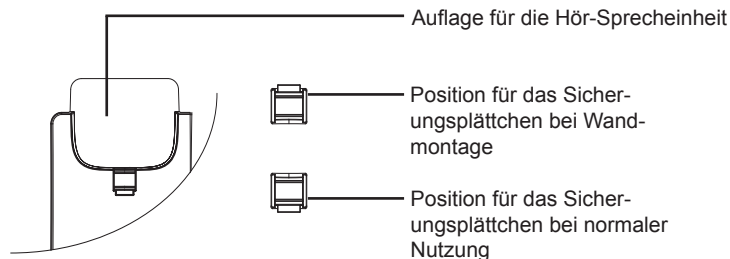 Auflage für die Hör-Sprecheinheit
Position für das Sicher-
ungsplättchen bei Wand-
montage
Position für das Sicher-
ungsplättchen bei normaler
Nutzung